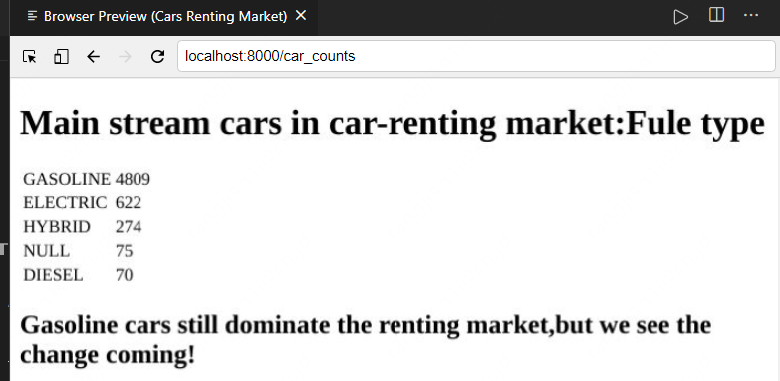 Browser Preview (Cars Renting Market)
localhost:8000/car_counts
Main stream cars in car-renting market:Fule type
GASOLINE 4809
ELECTRIC 622
HYBRID 274
NULL 75
DIESEL 70
Gasoline cars still dominate the renting market,but we see the
change coming!